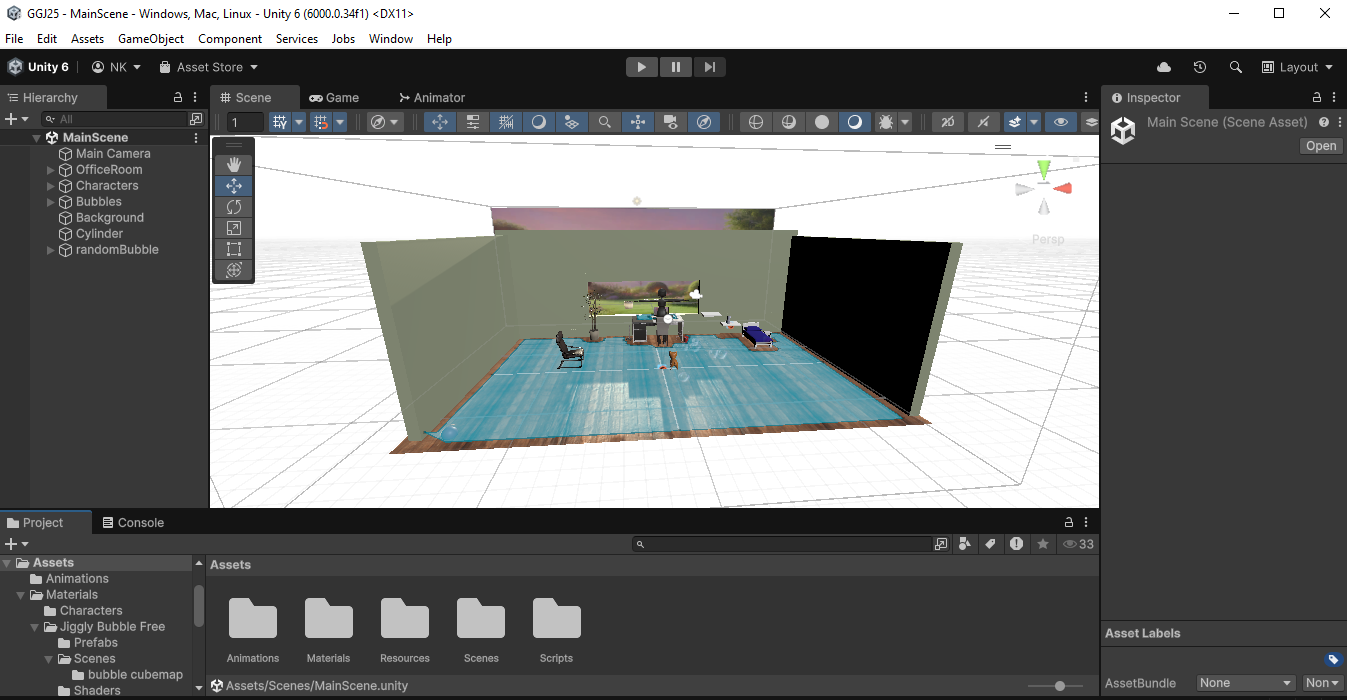 GGJ25 - MainScene - Windows, Mac, Linux - Unity 6 (6000.0.34f1) <DX11>
File Edit Assets GameObject Component Services Jobs Window Help
Unity 6 NK Asset Store Layout
Hierarchy
Scene Game Animator
Inspector
All
1
2D
Main Scene (Scene Asset)
Open
MainScene
Main Camera
OfficeRoom
Characters
Bubbles
Background
Cylinder
randomBubble
Persp
Project Console
33
Assets
Animations
Materials
Characters
Jiggly Bubble Free
Prefabs
Scenes
bubble cubemap
Shaders
Assets
Animations Materials Resources Scenes Scripts
Assets/Scenes/MainScene.unity
Asset Labels
AssetBundle None Non